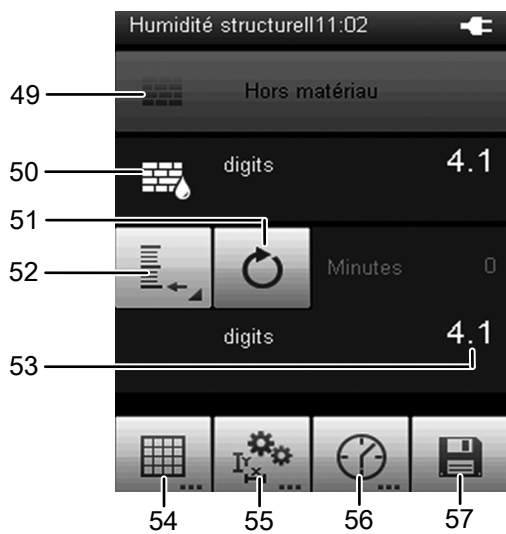 Humidité structurell11:02
49
Hors matériau
50
digits 4.1
51
52
Minutes 0
digits 4.1
53
54 55 56 57